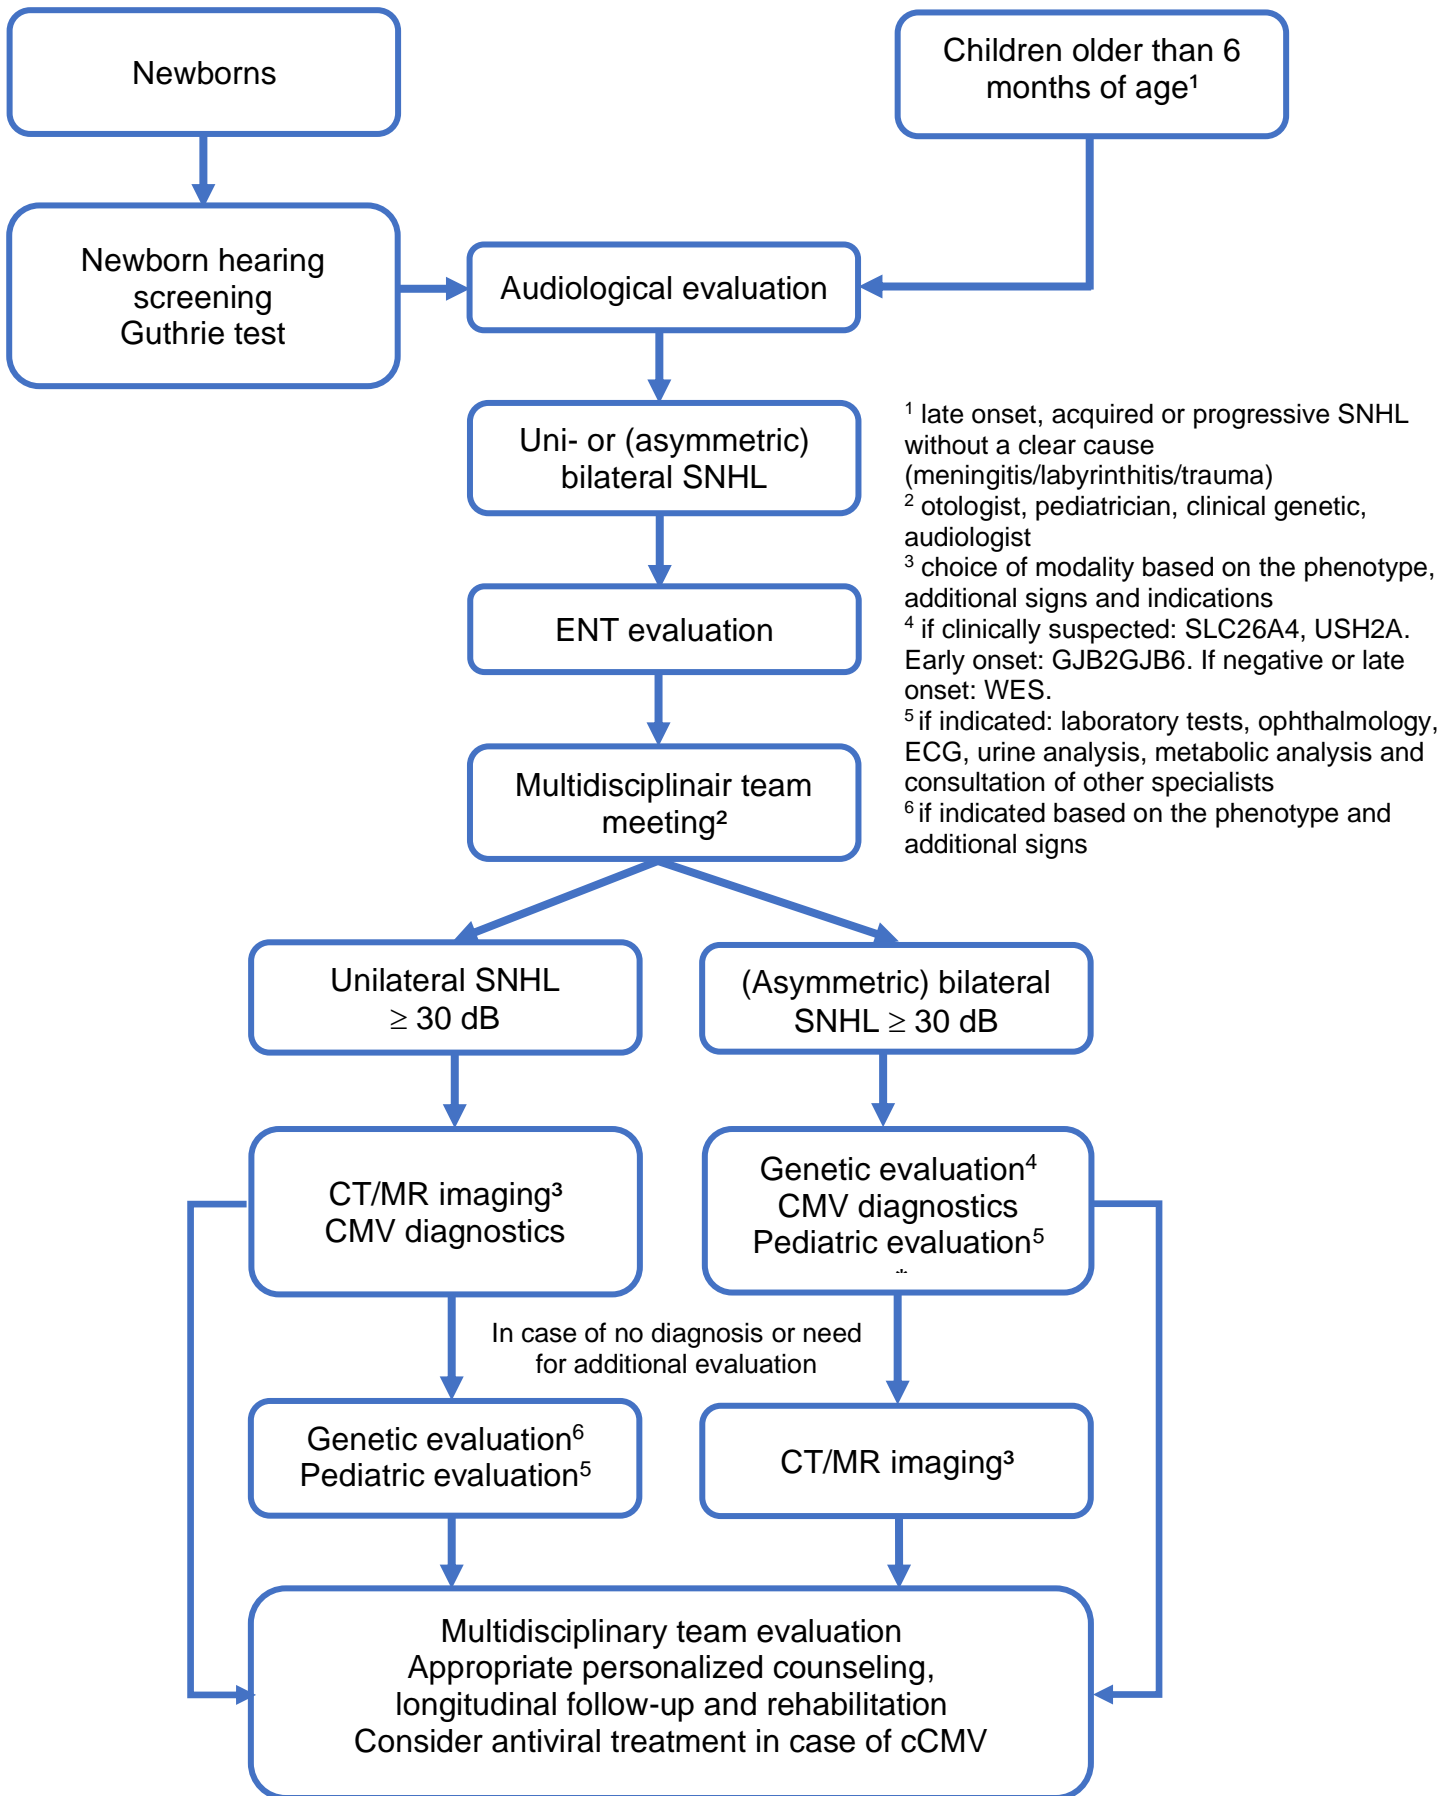 Newborns
Children older than 6
months of age¹
Newborn hearing
screening
Guthrie test
Audiological evaluation
Uni- or (asymmetric)
bilateral SNHL
ENT evaluation
Multidisciplinair team
meeting²
¹ late onset, acquired or progressive SNHL
without a clear cause
(meningitis/labyrinthitis/trauma)
² otologist, pediatrician, clinical genetic,
audiologist
³ choice of modality based on the phenotype,
additional signs and indications
⁴ if clinically suspected: SLC26A4, USH2A.
Early onset: GJB2GJB6. If negative or late
onset: WES.
⁵ if indicated: laboratory tests, ophthalmology,
ECG, urine analysis, metabolic analysis and
consultation of other specialists
⁶ if indicated based on the phenotype and
additional signs
Unilateral SNHL
≥ 30 dB
(Asymmetric) bilateral
SNHL ≥ 30 dB
CT/MR imaging³
CMV diagnostics
Genetic evaluation⁴
CMV diagnostics
Pediatric evaluation⁵
*
In case of no diagnosis or need
for additional evaluation
Genetic evaluation⁶
Pediatric evaluation⁵
CT/MR imaging³
Multidisciplinary team evaluation
Appropriate personalized counseling,
longitudinal follow-up and rehabilitation
Consider antiviral treatment in case of cCMV